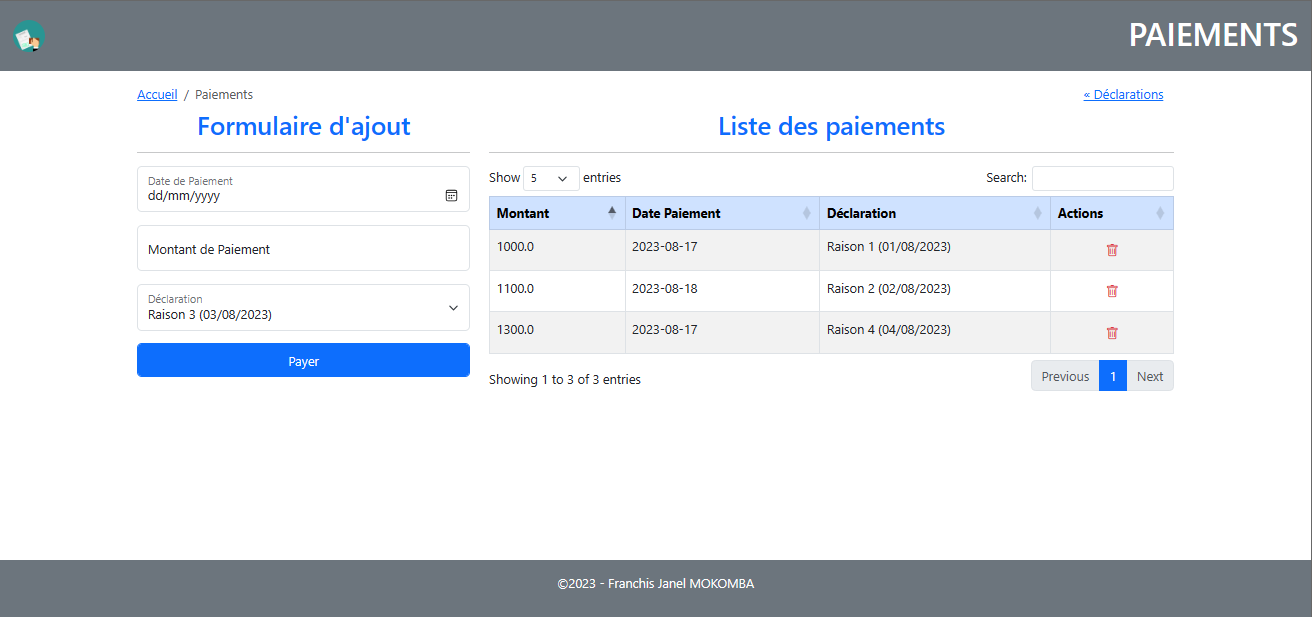 PAIEMENTS
Accueil / Paiements
« Déclarations
Formulaire d'ajout
Date de Paiement
dd/mm/yyyy
Montant de Paiement
Déclaration
Raison 3 (03/08/2023)
Payer
Liste des paiements
Show 5 entries
Search:
Montant Date Paiement Déclaration Actions
1000.0 2023-08-17 Raison 1 (01/08/2023)
1100.0 2023-08-18 Raison 2 (02/08/2023)
1300.0 2023-08-17 Raison 4 (04/08/2023)
Showing 1 to 3 of 3 entries
Previous 1 Next
©2023 - Franchis Janel MOKOMBA